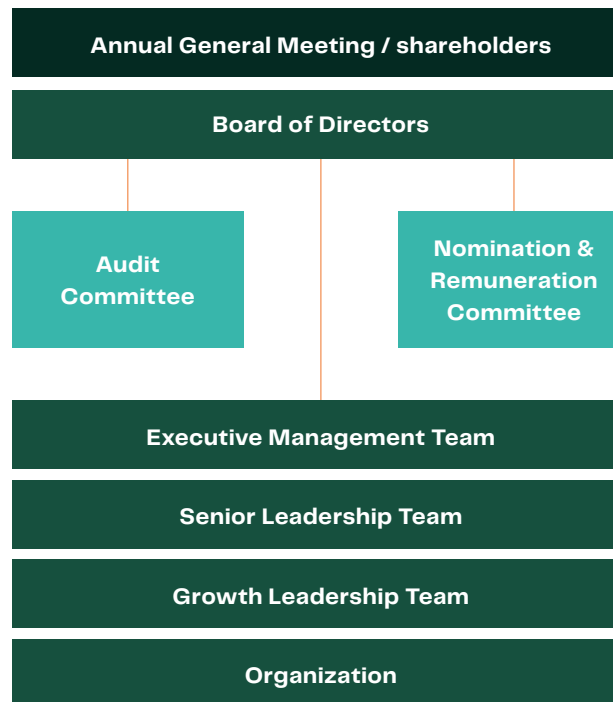 Annual General Meeting / shareholders
Board of Directors
Audit
Committee
Nomination &
Remuneration
Committee
Executive Management Team
Senior Leadership Team
Growth Leadership Team
Organization